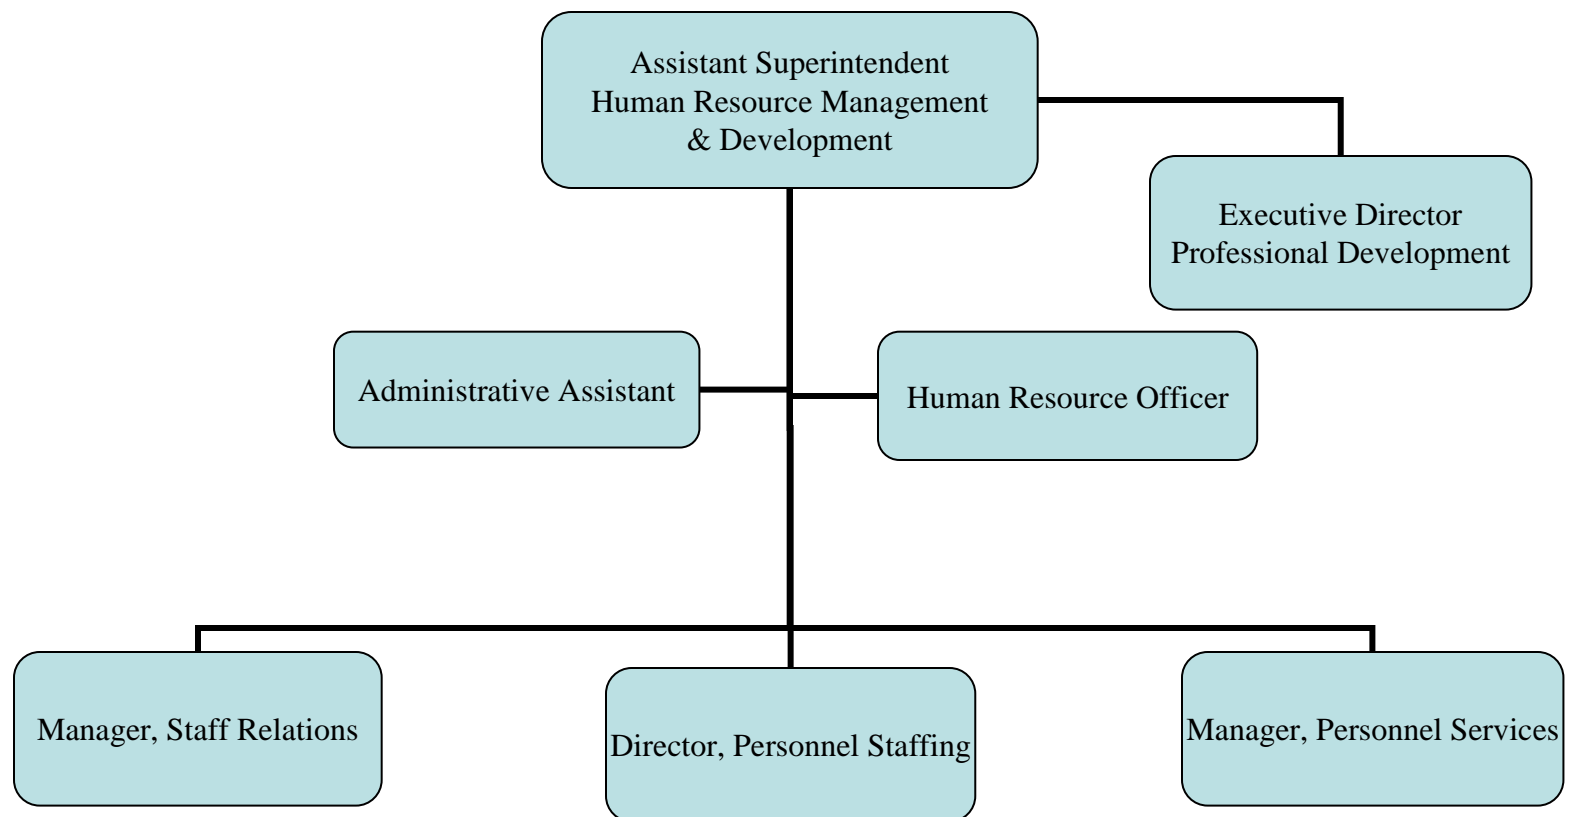 Assistant Superintendent
Human Resource Management
& Development
Executive Director
Professional Development
Administrative Assistant
Human Resource Officer
Manager, Staff Relations
Director, Personnel Staffing
Manager, Personnel Services